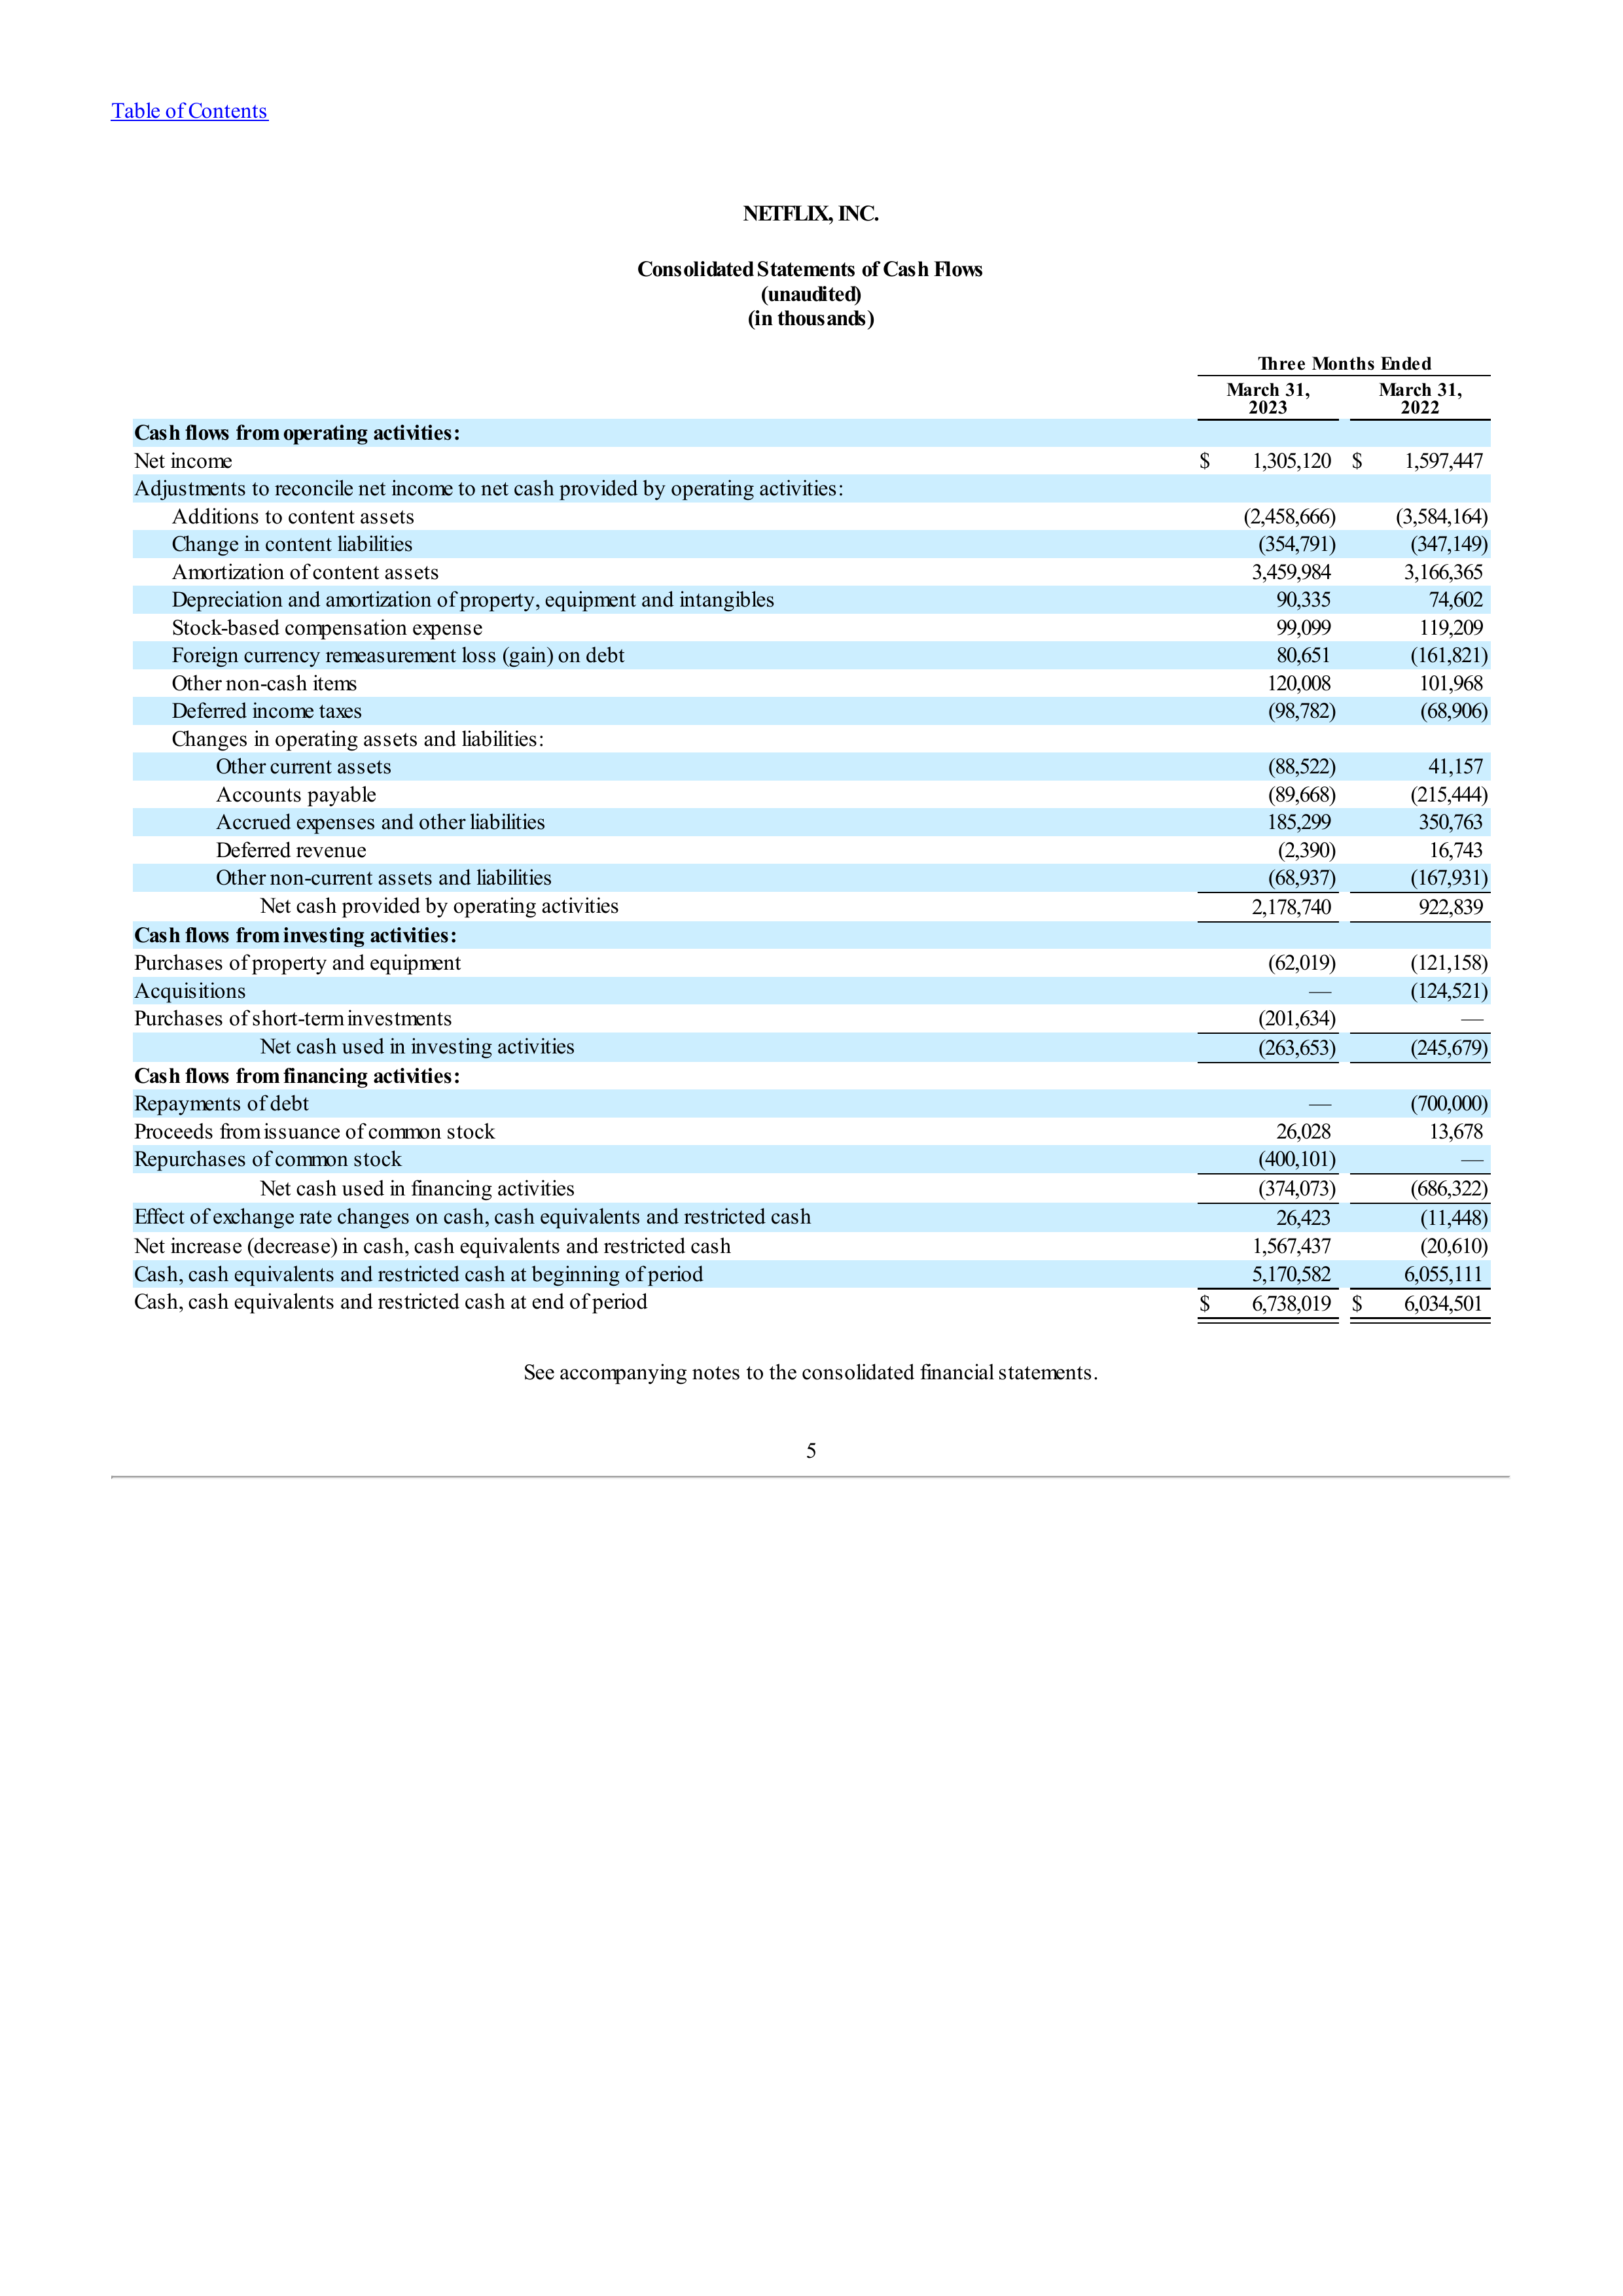 Table of Contents
NETFLIX, INC.
Consolidated Statements of Cash Flows
(unaudited)
(in thousands)
Three Months Ended
March 31, 2023 March 31, 2022
Cash flows from operating activities:
Net income $ 1,305,120 $ 1,597,447
Adjustments to reconcile net income to net cash provided by operating activities:
Additions to content assets (2,458,666) (3,584,164)
Change in content liabilities (354,791) (347,149)
Amortization of content assets 3,459,984 3,166,365
Depreciation and amortization of property, equipment and intangibles 90,335 74,602
Stock-based compensation expense 99,099 119,209
Foreign currency remeasurement loss (gain) on debt 80,651 (161,821)
Other non-cash items 120,008 101,968
Deferred income taxes (98,782) (68,906)
Changes in operating assets and liabilities:
Other current assets (88,522) 41,157
Accounts payable (89,668) (215,444)
Accrued expenses and other liabilities 185,299 350,763
Deferred revenue (2,390) 16,743
Other non-current assets and liabilities (68,937) (167,931)
Net cash provided by operating activities 2,178,740 922,839
Cash flows from investing activities:
Purchases of property and equipment (62,019) (121,158)
Acquisitions — (124,521)
Purchases of short-term investments (201,634) —
Net cash used in investing activities (263,653) (245,679)
Cash flows from financing activities:
Repayments of debt — (700,000)
Proceeds from issuance of common stock 26,028 13,678
Repurchases of common stock (400,101) —
Net cash used in financing activities (374,073) (686,322)
Effect of exchange rate changes on cash, cash equivalents and restricted cash 26,423 (11,448)
Net increase (decrease) in cash, cash equivalents and restricted cash 1,567,437 (20,610)
Cash, cash equivalents and restricted cash at beginning of period 5,170,582 6,055,111
Cash, cash equivalents and restricted cash at end of period $ 6,738,019 $ 6,034,501
See accompanying notes to the consolidated financial statements.
5